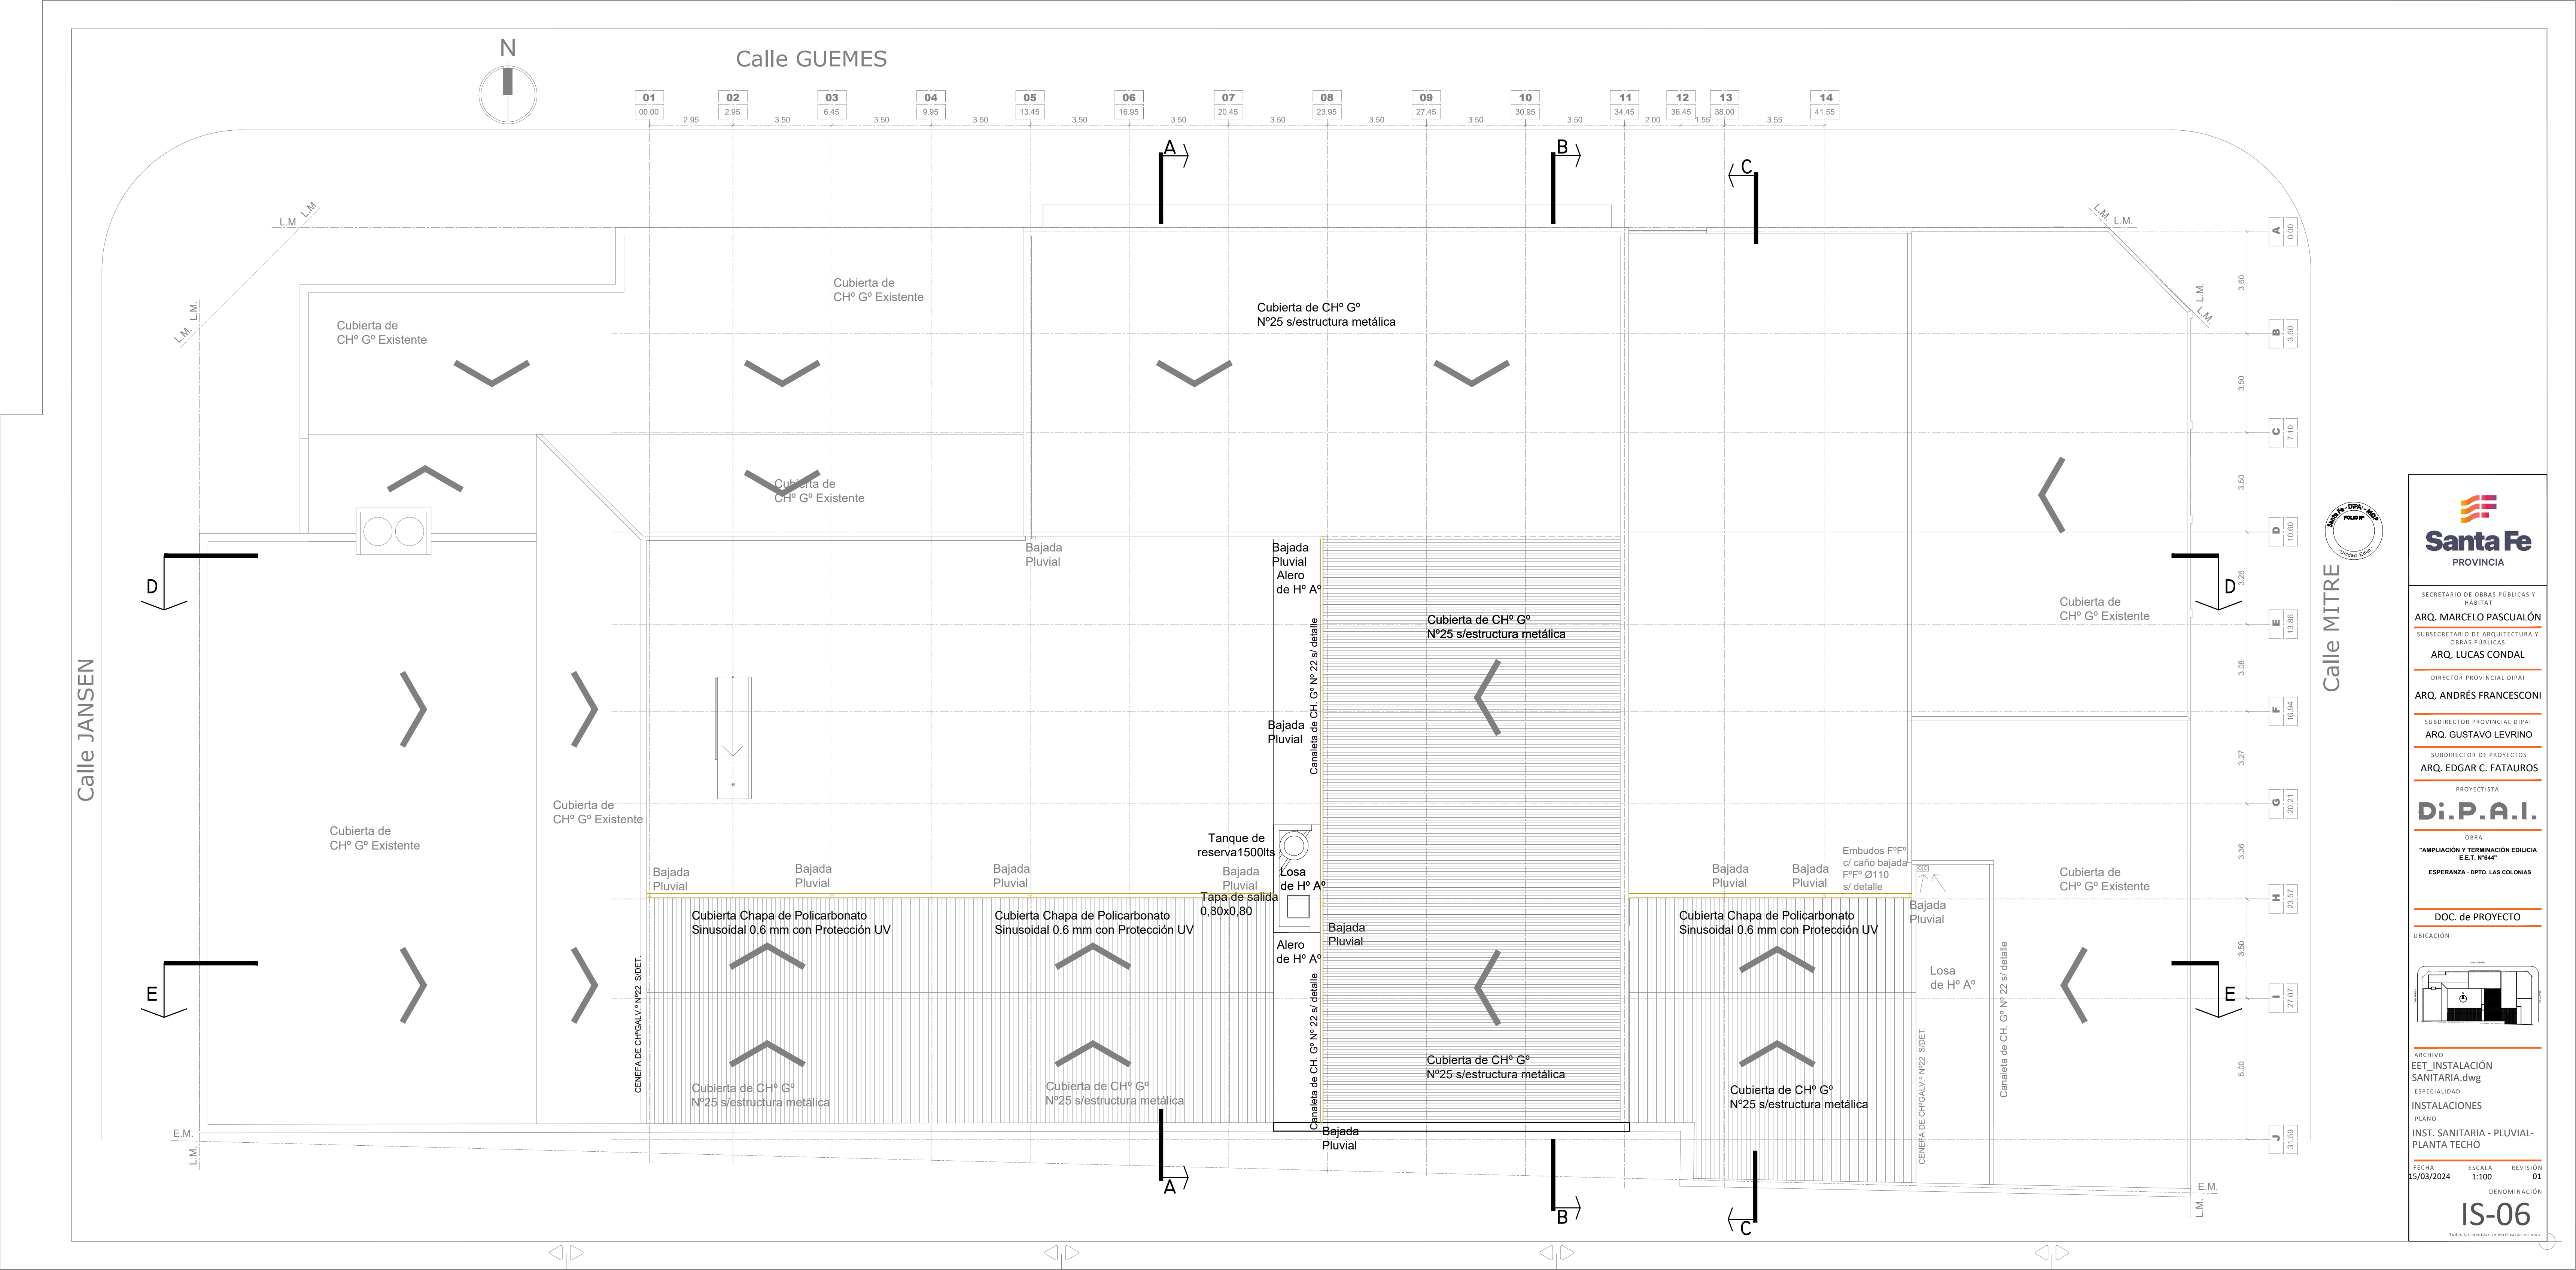 Calle GUEMES
N
01
02
03
04
05
06
07
08
09
10
11
12
13
14
00.00
2.95
6.45
9.95
13.45
16.95
20.45
23.95
27.45
30.95
34.45
36.45
38.00
41.55
2.95
3.50
3.50
3.50
3.50
3.50
3.50
3.50
3.50
3.50
2.00
1.55
3.55
A
B
C
L.M
L.M
L.M.
L.M.
L.M.
L.M.
L.M.
L.M.
A
0.00
3.60
B
3.60
3.50
C
7.10
3.50
D
10.60
3.26
E
13.86
3.08
F
16.94
3.27
G
20.21
3.36
H
23.57
3.50
I
27.07
5.00
J
31.59
Cubierta de
CHº Gº Existente
Cubierta de
CHº Gº Existente
Cubierta de CHº Gº
Nº25 s/estructura metálica
Cubierta de
CHº Gº Existente
Bajada
Pluvial
Bajada
Pluvial
Alero
de Hº Aº
D
D
Cubierta de
CHº Gº Existente
Cubierta de CHº Gº
Nº25 s/estructura metálica
Canaleta de CH. Gº Nº 22 s/ detalle
Bajada
Pluvial
Calle JANSEN
Calle MITRE
Cubierta de
CHº Gº Existente
Cubierta de
CHº Gº Existente
Tanque de
reserva1500lts
Embudos FºFº
c/ caño bajada
FºFº Ø110
s/ detalle
Bajada
Pluvial
Bajada
Pluvial
Bajada
Pluvial
Bajada
Pluvial
Losa
de Hº Aº
Bajada
Pluvial
Bajada
Pluvial
Cubierta de
CHº Gº Existente
Tapa de salida
0,80x0,80
Bajada
Pluvial
Cubierta Chapa de Policarbonato
Sinusoidal 0.6 mm con Protección UV
Cubierta Chapa de Policarbonato
Sinusoidal 0.6 mm con Protección UV
Cubierta Chapa de Policarbonato
Sinusoidal 0.6 mm con Protección UV
Bajada
Pluvial
Alero
de Hº Aº
Losa
de Hº Aº
CENEFA DE CHºGALV.º Nº22 S/DET.
Canaleta de CH. Gº Nº 22 s/ detalle
Canaleta de CH. Gº Nº 22 s/ detalle
CENEFA DE CHºGALV.º Nº22 S/DET.
E
E
Cubierta de CHº Gº
Nº25 s/estructura metálica
Cubierta de CHº Gº
Nº25 s/estructura metálica
Cubierta de CHº Gº
Nº25 s/estructura metálica
Cubierta de CHº Gº
Nº25 s/estructura metálica
Bajada
Pluvial
E.M.
L.M.
E.M.
L.M.
A
B
C
Santa Fe - DiPAi - M.O.P
FOLIO Nº
-Unidad Educ.-
Santa Fe
PROVINCIA
SECRETARIO DE OBRAS PÚBLICAS Y
HÁBITAT
ARQ. MARCELO PASCUALÓN
SUBSECRETARIO DE ARQUITECTURA Y
OBRAS PÚBLICAS
ARQ. LUCAS CONDAL
DIRECTOR PROVINCIAL DIPAI
ARQ. ANDRÉS FRANCESCONI
SUBDIRECTOR PROVINCIAL DIPAI
ARQ. GUSTAVO LEVRINO
SUBDIRECTOR DE PROYECTOS
ARQ. EDGAR C. FATAUROS
PROYECTISTA
Di.P.A.I.
OBRA
"AMPLIACIÓN Y TERMINACIÓN EDILICIA
E.E.T. N°644"
ESPERANZA - DPTO. LAS COLONIAS
DOC. de PROYECTO
UBICACIÓN
ARCHIVO
EET_INSTALACIÓN
SANITARIA.dwg
ESPECIALIDAD
INSTALACIONES
PLANO
INST. SANITARIA - PLUVIAL-
PLANTA TECHO
FECHA
ESCALA
REVISIÓN
15/03/2024
1:100
01
DENOMINACIÓN
IS-06
Todas las medidas se verificarán en obra